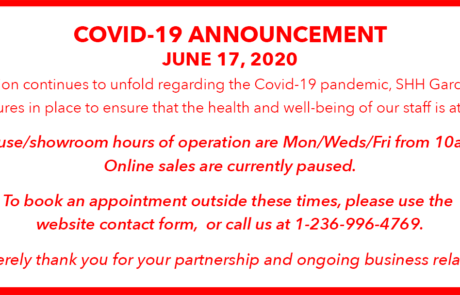 COVID-19 ANNOUNCEMENT
JUNE 17, 2020
on continues to unfold regarding the Covid-19 pandemic, SHH Garc
ures in place to ensure that the health and well-being of our staff is at
use/showroom hours of operation are Mon/Weds/Fri from 10a
Online sales are currently paused.
To book an appointment outside these times, please use the
website contact form, or call us at 1-236-996-4769.
erely thank you for your partnership and ongoing business rela